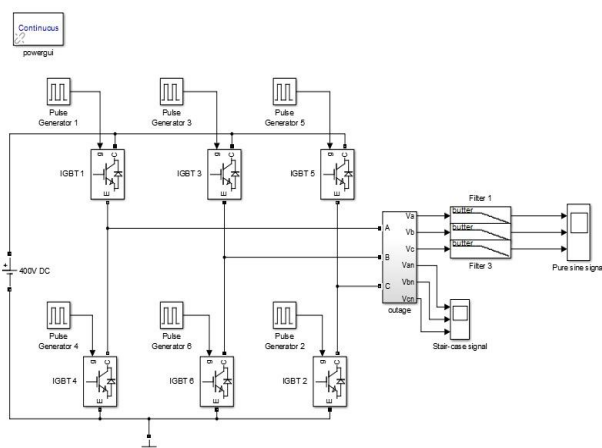 Continuous
powergui
Pulse
Generator 1
Pulse
Generator 3
Pulse
Generator 5
g
C
IGBT 1
E
g
C
IGBT 3
E
g
C
IGBT 5
E
+
400V DC
A
B
C
Va
Vb
Vc
Van
Vbn
Vcn
outage
Filter 1
butter
butter
butter
Filter 3
Pure sine signal
Stair-case signal
Pulse
Generator 4
Pulse
Generator 6
Pulse
Generator 2
g
C
IGBT 4
E
g
C
IGBT 6
E
g
C
IGBT 2
E